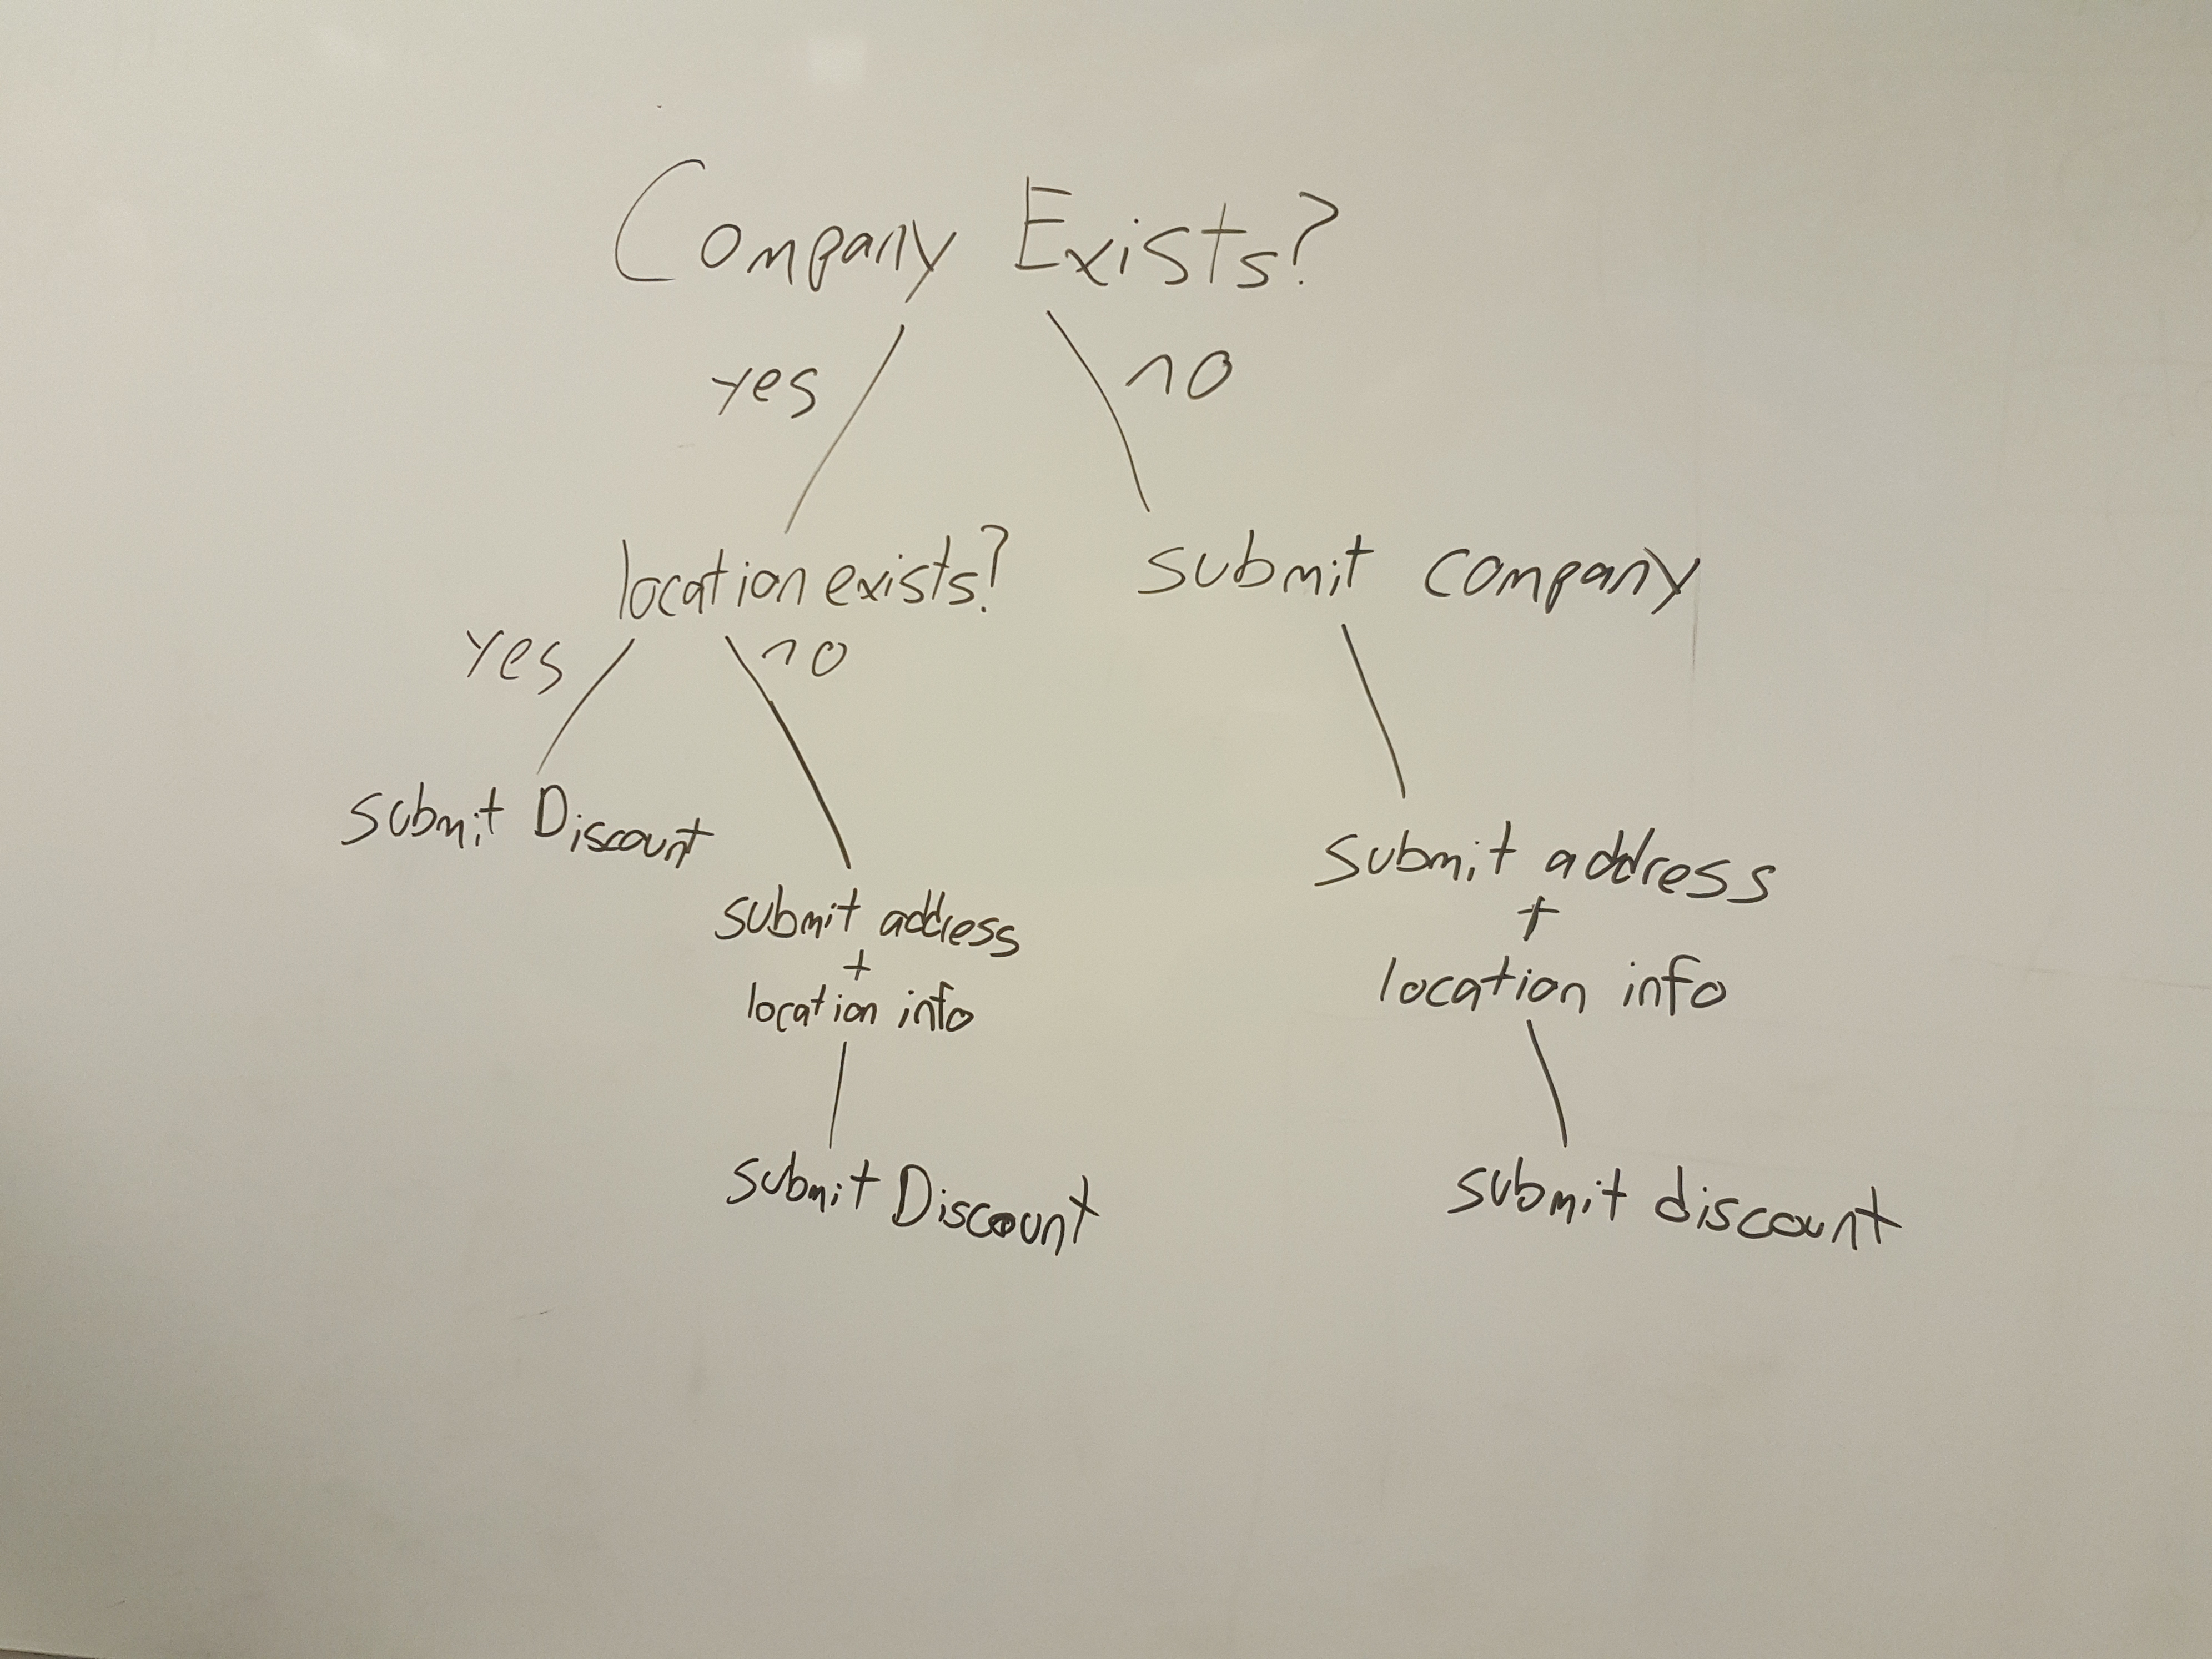 Company Exists?
yes
no
location exists?
submit company
yes
no
submit Discount
submit address
+
location info
submit address
+
location info
submit Discount
submit discount